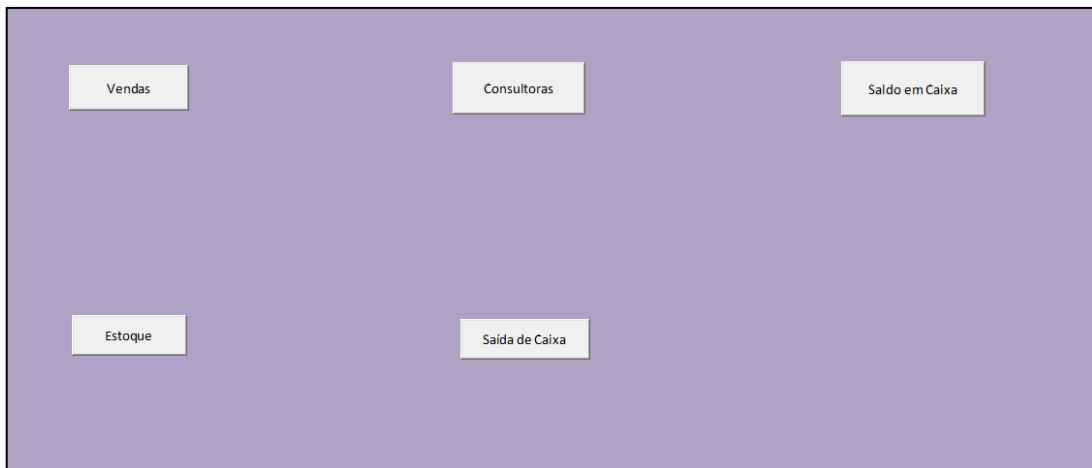 Vendas
Consultoras
Saldo em Caixa
Estoque
Saída de Caixa